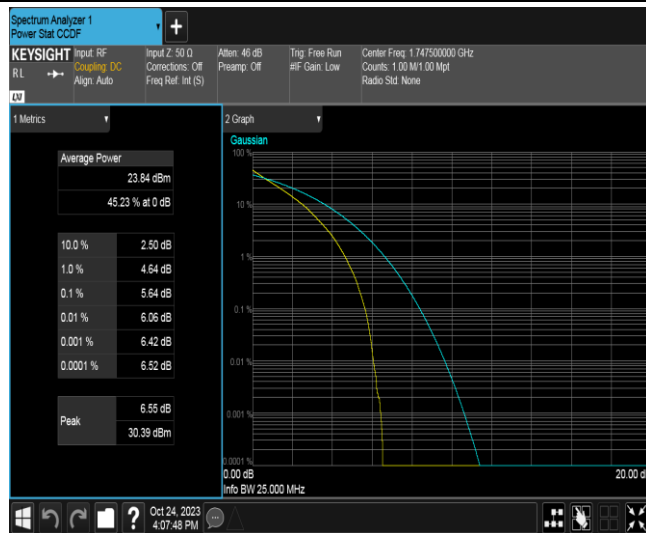 Spectrum Analyzer 1
Power Stat CCDF
+
KEYSIGHT
RL
Input: RF
Coupling: DC
Align: Auto
Input Z: 50 Ω
Corrections: Off
Freq Ref: Int (S)
Atten: 46 dB
Preamp: Off
Trig: Free Run
#IF Gain: Low
Center Freq: 1.747500000 GHz
Counts: 1.00 M/1.00 Mpt
Radio Std: None
1 Metrics
Average Power
23.84 dBm
45.23 % at 0 dB
10.0 % 2.50 dB
1.0 % 4.64 dB
0.1 % 5.64 dB
0.01 % 6.06 dB
0.001 % 6.42 dB
0.0001 % 6.52 dB
Peak
6.55 dB
30.39 dBm
2 Graph
Gaussian
100 %
10 %
1 %
0.1 %
0.01 %
0.001 %
0.0001 %
0.00 dB
20.00 d
Info BW 25.000 MHz
?
Oct 24, 2023
4:07:48 PM